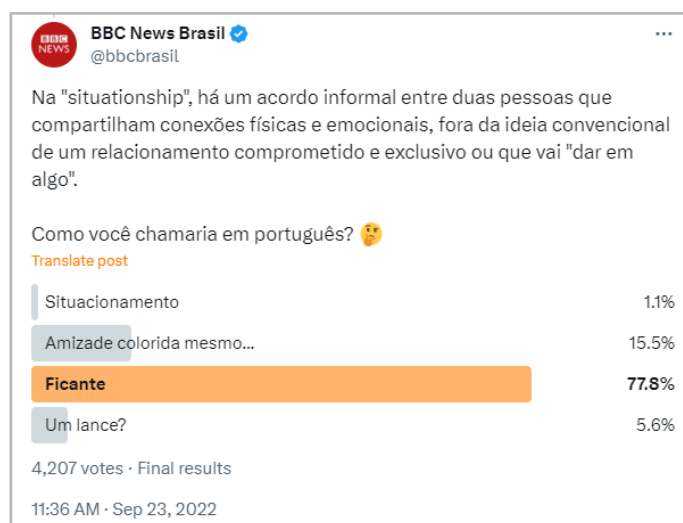 BBC NEWS
BBC News Brasil
@bbcbrasil
Na "situationship", há um acordo informal entre duas pessoas que
compartilham conexões físicas e emocionais, fora da ideia convencional
de um relacionamento comprometido e exclusivo ou que vai "dar em
algo".
Como você chamaria em português? 🤔
Translate post
Situacionamento 1.1%
Amizade colorida mesmo... 15.5%
Ficante 77.8%
Um lance? 5.6%
4,207 votes · Final results
11:36 AM · Sep 23, 2022